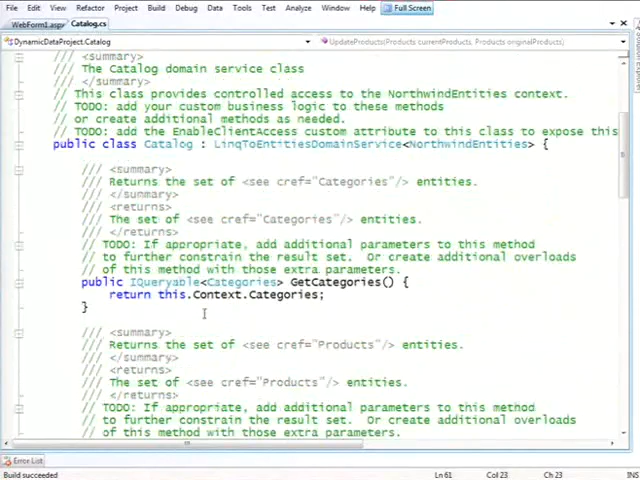 File Edit View Refactor Project Build Debug Data Tools Test Analyze Window Help Full Screen
WebForm1.aspx Catalog.cs
DynamicDataProject.Catalog UpdateProducts(Products currentProducts, Products originalProducts)
/// <summary>
/// The Catalog domain service class
/// </summary>
// This class provides controlled access to the NorthwindEntities context.
// TODO: add your custom business logic to these methods
// or create additional methods as needed.
// TODO: add the EnableClientAccess custom attribute to this class to expose this
public class Catalog : LinqToEntitiesDomainService<NorthwindEntities> {
/// <summary>
/// Returns the set of <see cref="Categories"/> entities.
/// </summary>
/// <returns>
/// The set of <see cref="Categories"/> entities.
/// </returns>
// TODO: If appropriate, add additional parameters to this method
// to further constrain the result set. Or create additional overloads
// of this method with those extra parameters.
public IQueryable<Categories> GetCategories() {
return this.Context.Categories;
}
/// <summary>
/// Returns the set of <see cref="Products"/> entities.
/// </summary>
/// <returns>
/// The set of <see cref="Products"/> entities.
/// </returns>
// TODO: If appropriate, add additional parameters to this method
// to further constrain the result set. Or create additional overloads
// of this method with those extra parameters.
Error List
Build succeeded Ln 61 Col 23 Ch 23 INS